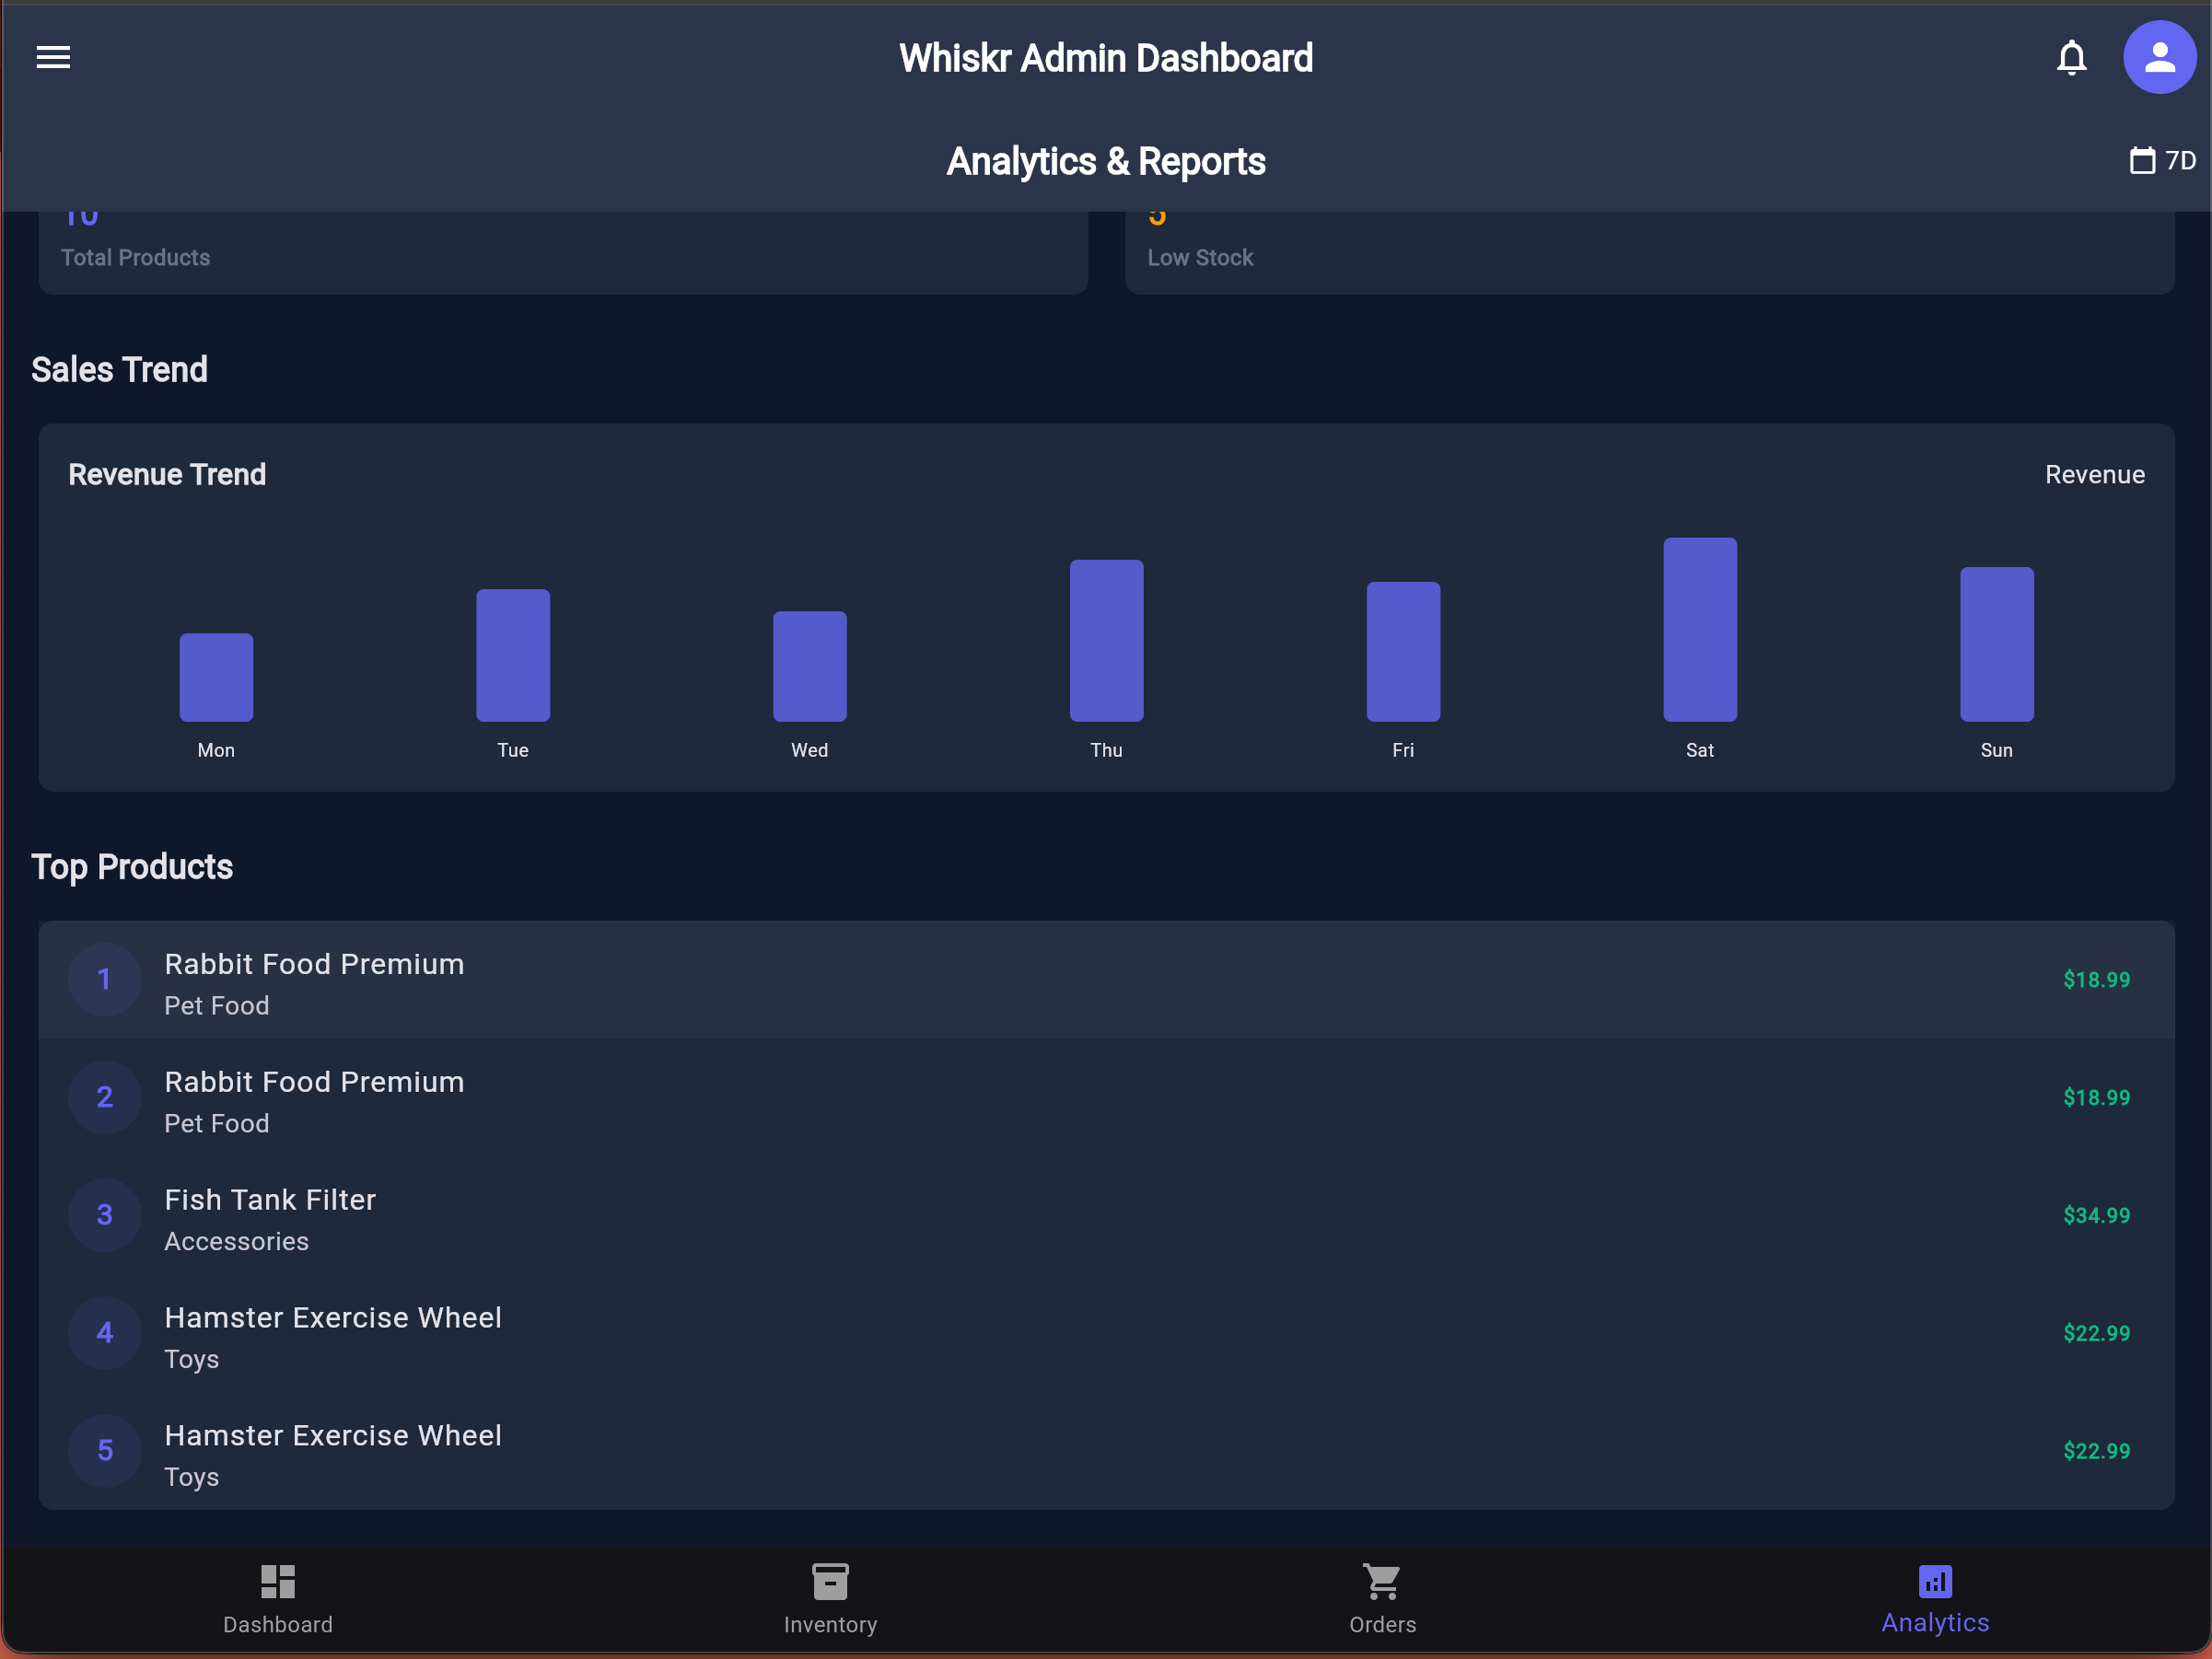 Whiskr Admin Dashboard
Analytics & Reports
7D
10
Total Products
5
Low Stock
Sales Trend
Revenue Trend
Revenue
Mon Tue Wed Thu Fri Sat Sun
Top Products
1
Rabbit Food Premium
Pet Food
$18.99
2
Rabbit Food Premium
Pet Food
$18.99
3
Fish Tank Filter
Accessories
$34.99
4
Hamster Exercise Wheel
Toys
$22.99
5
Hamster Exercise Wheel
Toys
$22.99
Dashboard Inventory Orders Analytics